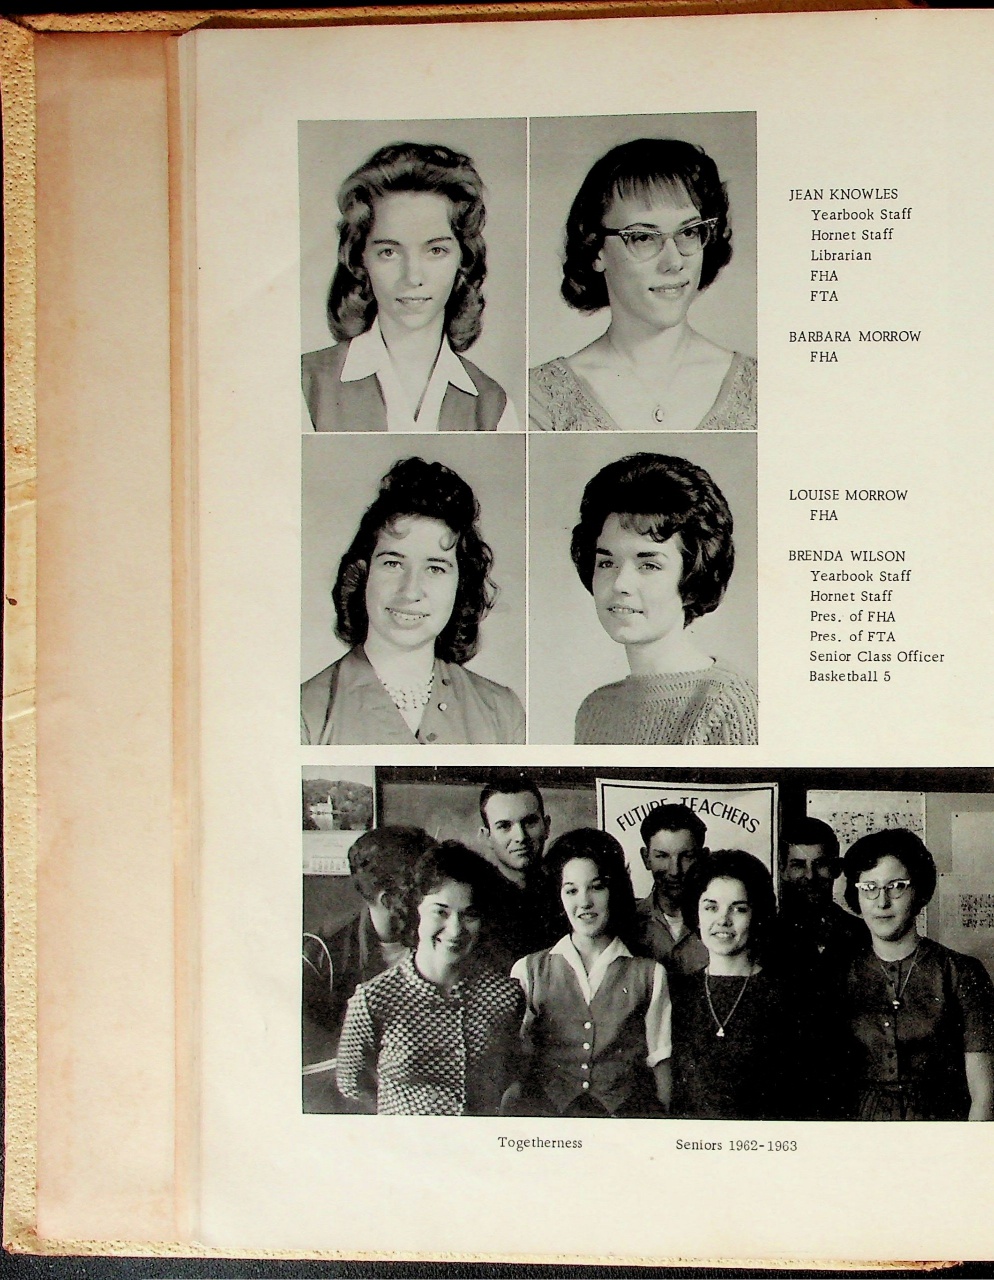 JEAN KNOWLES
Yearbook Staff
Hornet Staff
Librarian
FHA
FTA
BARBARA MORROW
FHA
LOUISE MORROW
FHA
BRENDA WILSON
Yearbook Staff
Hornet Staff
Pres. of FHA
Pres. of FTA
Senior Class Officer
Basketball 5
FUTURE TEACHERS
Togetherness Seniors 1962-1963